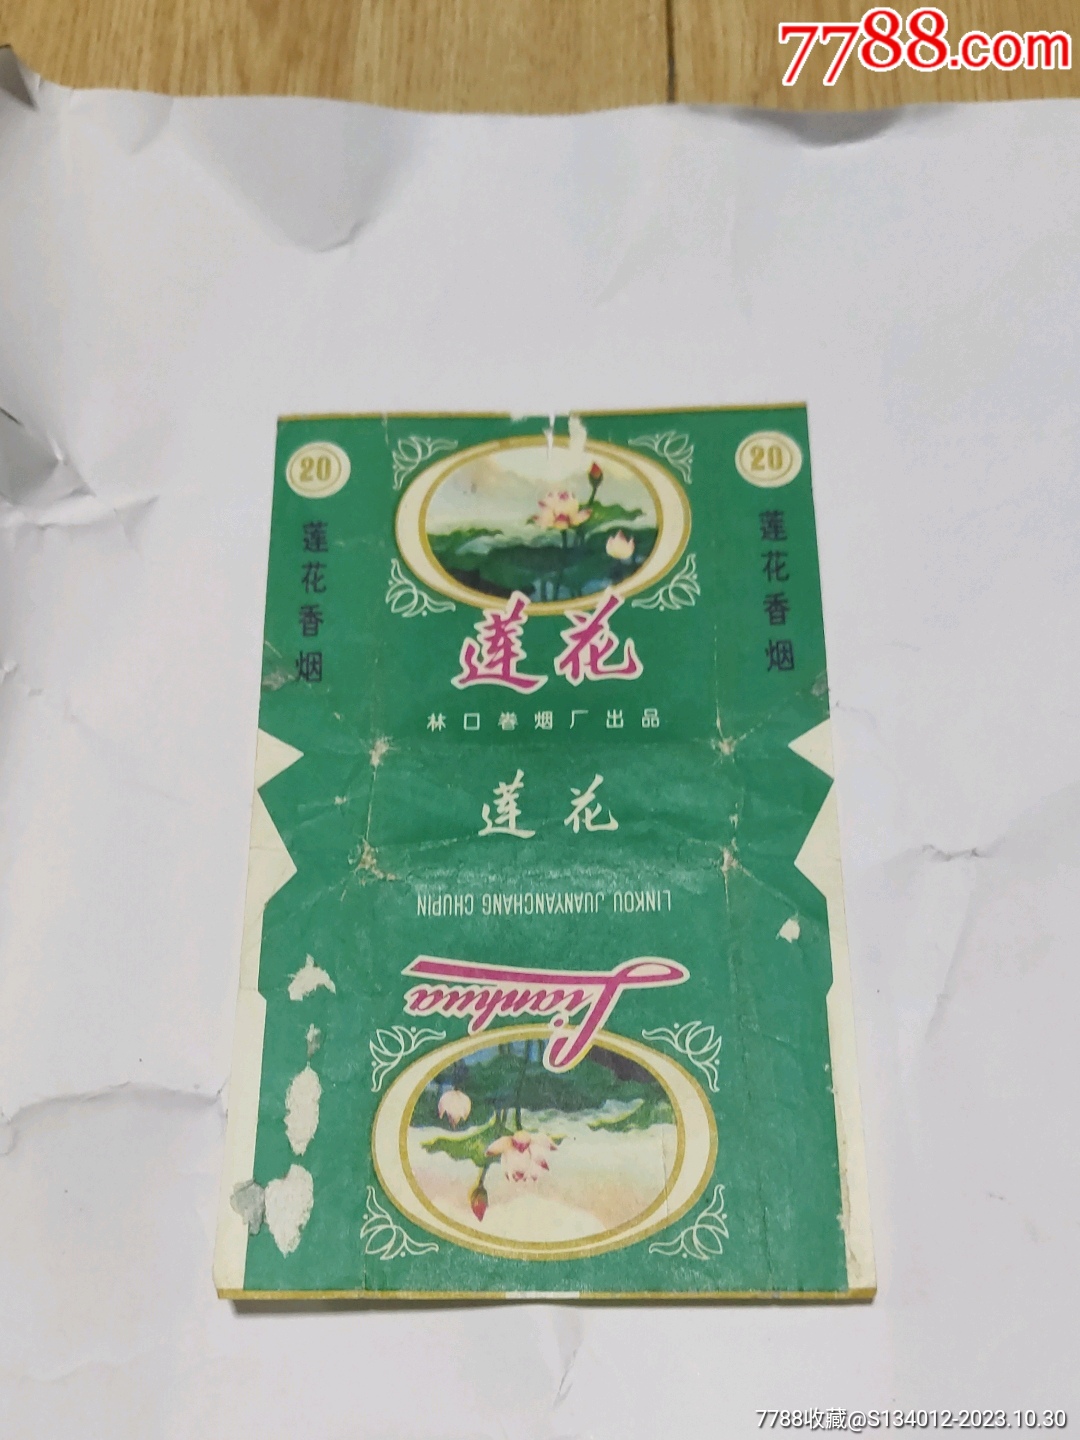 7788.com
20
莲花香烟
20
莲花香烟
莲花
林口卷烟厂出品
莲花
LINKOU JUANYANCHANG CHUPIN
Lianhua
7788收藏@S134012-2023.10.30